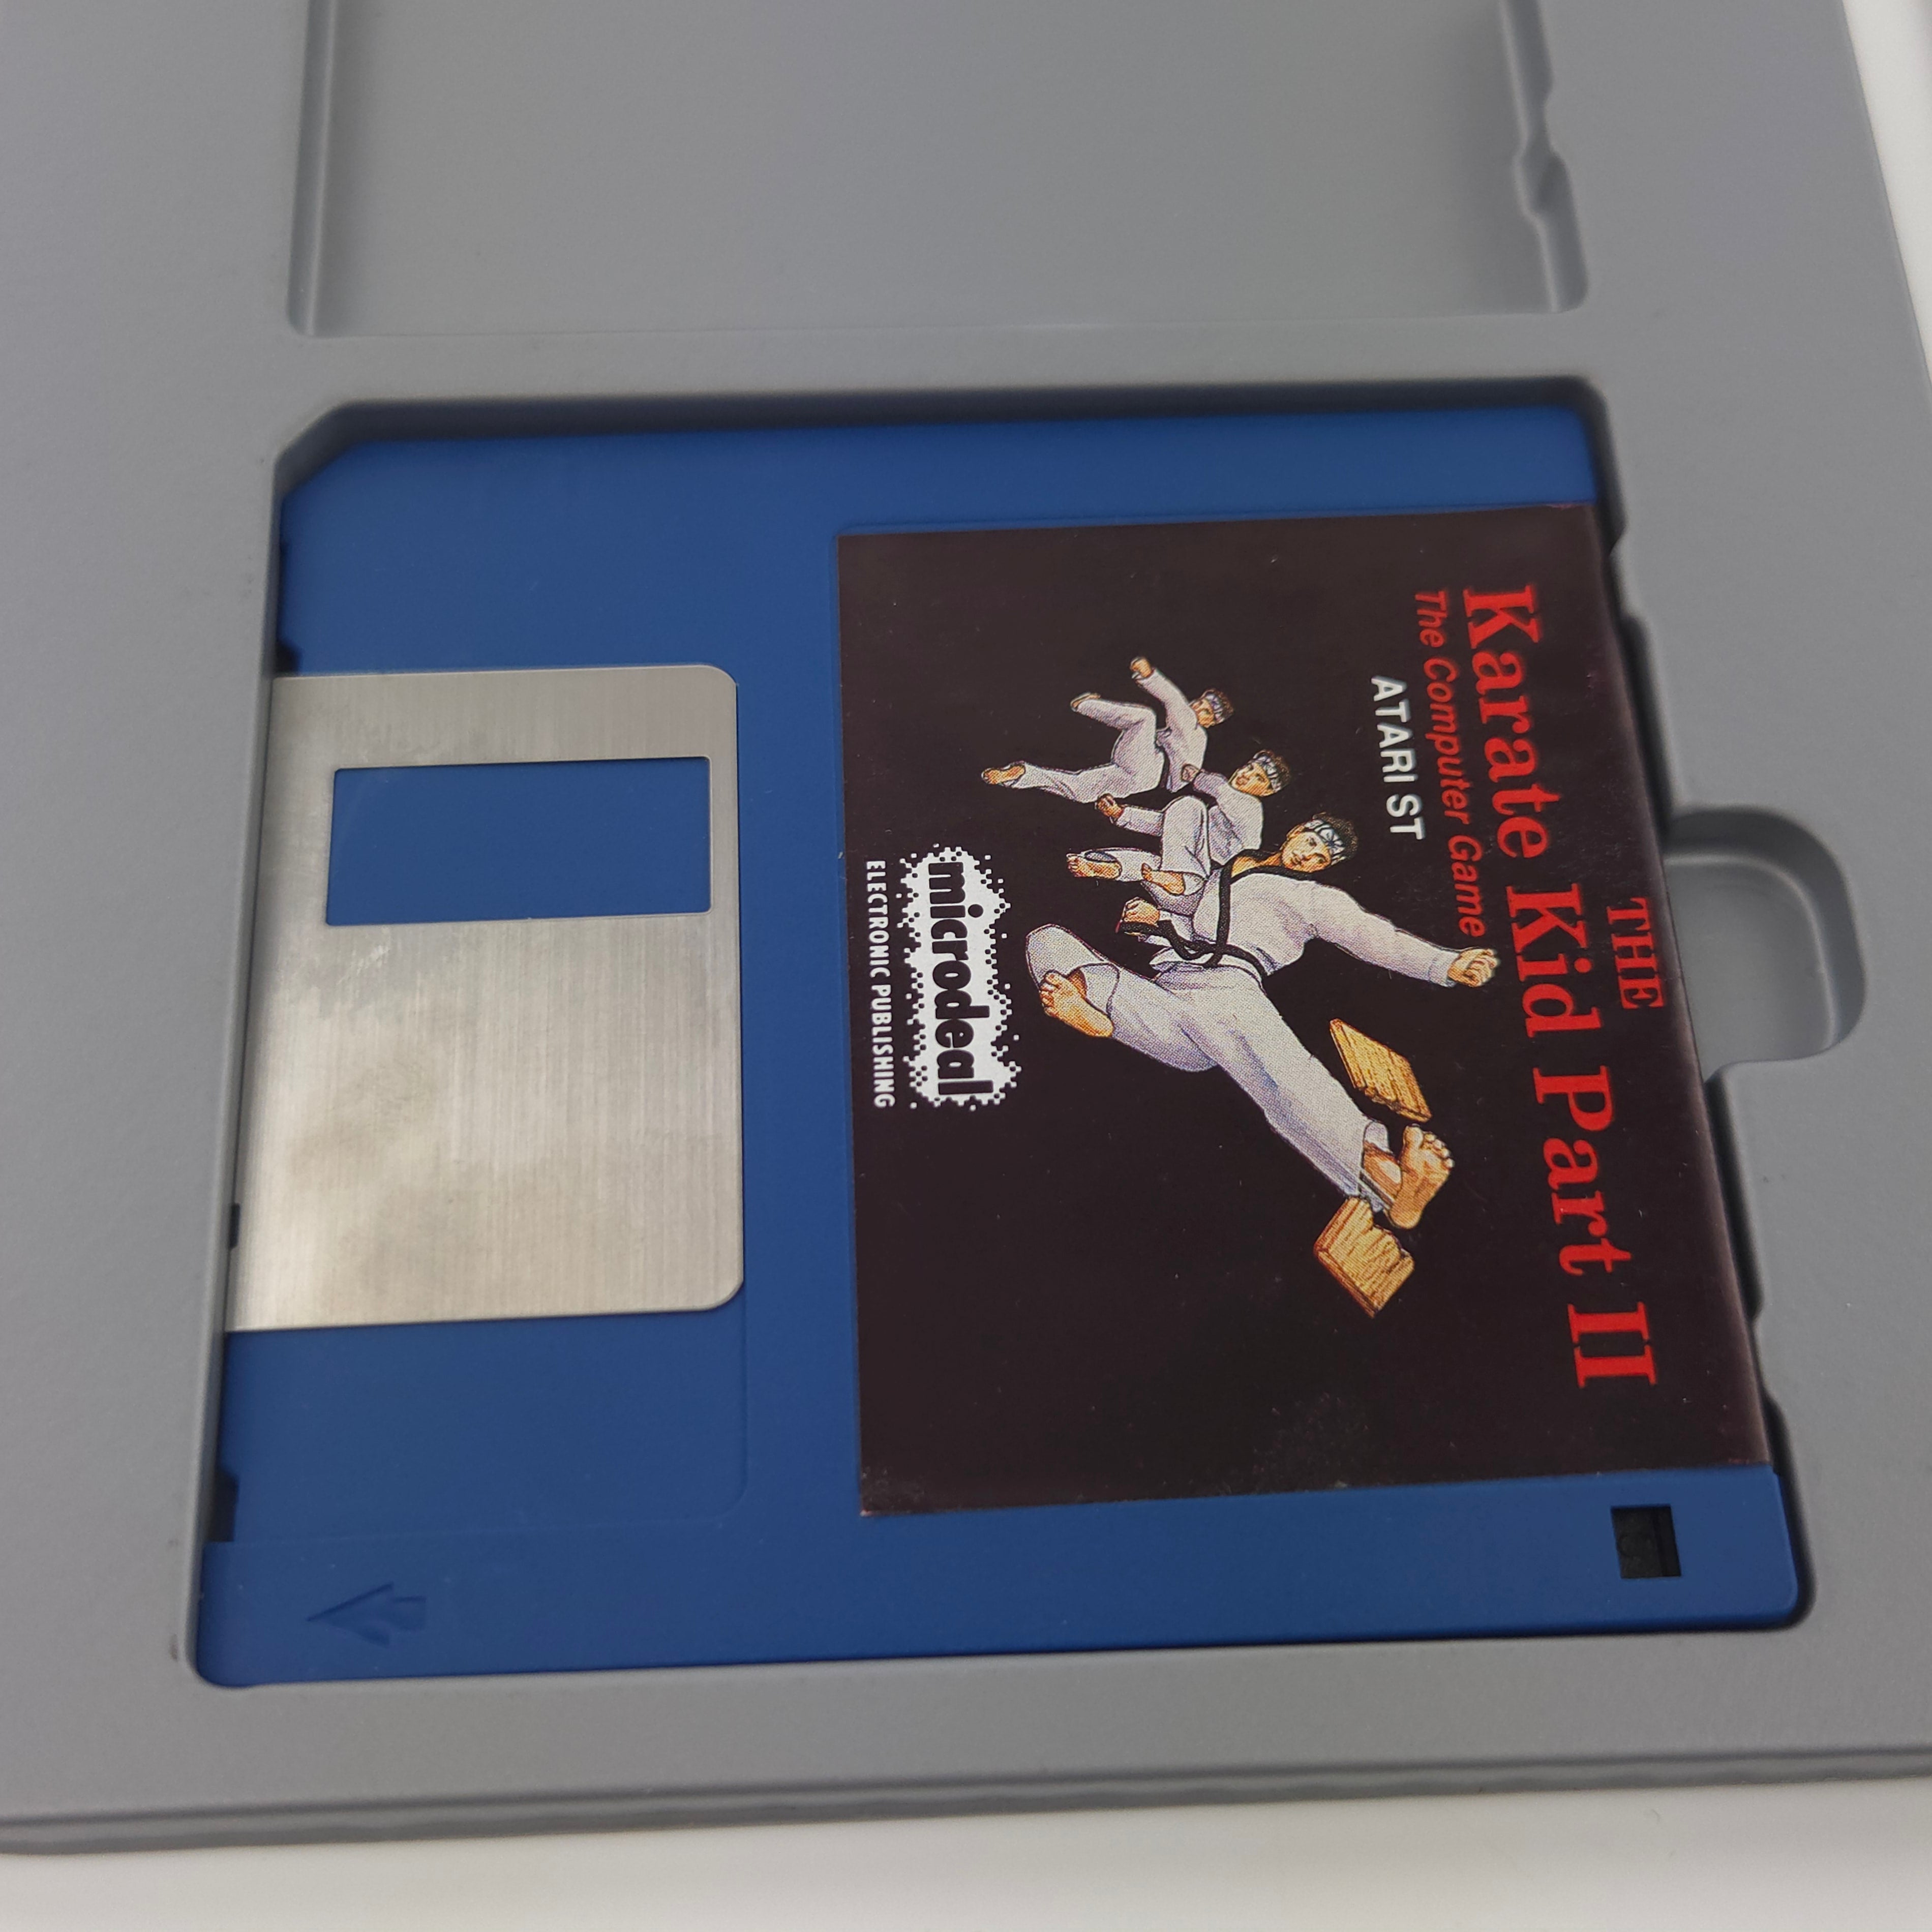 THE
Karate Kid Part II
The Computer Game
ATARI ST
microdeal
ELECTRONIC PUBLISHING